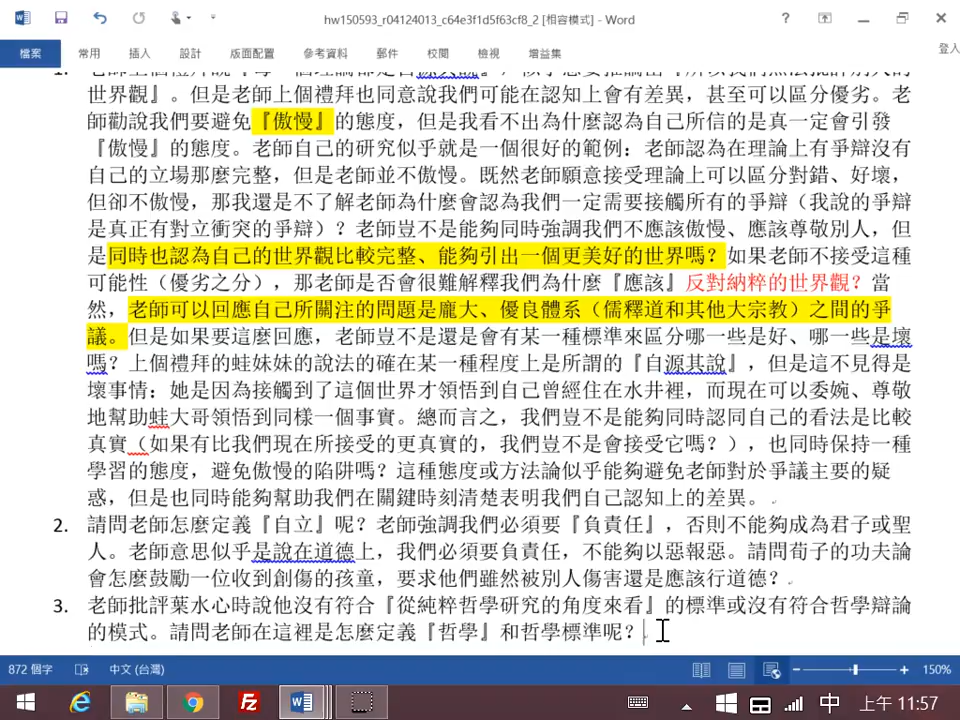 hw150593_r04124013_c64e3f1d5f63cf8_2 [相容模式] - Word
檔案 常用 插入 設計 版面配置 參考資料 郵件 校閱 檢視 增益集 登入
世界觀』。但是老師上個禮拜也同意說我們可能在認知上會有差異，甚至可以區分優劣。老
師勸說我們要避免『傲慢』的態度，但是我看不出為什麼認為自己所信的是真一定會引發
『傲慢』的態度。老師自己的研究似乎就是一個很好的範例：老師認為在理論上有爭辯沒有
自己的立場那麼完整，但是老師並不傲慢。既然老師願意接受理論上可以區分對錯、好壞，
但卻不傲慢，那我還是不了解老師為什麼會認為我們一定需要接觸所有的爭辯（我說的爭辯
是真正有對立衝突的爭辯）？老師豈不是能夠同時強調我們不應該傲慢、應該尊敬別人，但
是同時也認為自己的世界觀比較完整、能夠引出一個更美好的世界嗎？如果老師不接受這種
可能性（優劣之分），那老師是否會很難解釋我們為什麼『應該』反對納粹的世界觀？當
然，老師可以回應自己所關注的問題是龐大、優良體系（儒釋道和其他大宗教）之間的爭
議。但是如果要這麼回應，老師豈不是還是會有某一種標準來區分哪一些是好、哪一些是壞
嗎？上個禮拜的蛙妹妹的說法的確在某一種程度上是所謂的『自源其說』，但是這不見得是
壞事情：她是因為接觸到了這個世界才領悟到自己曾經住在水井裡，而現在可以委婉、尊敬
地幫助蛙大哥領悟到同樣一個事實。總而言之，我們豈不是能夠同時認同自己的看法是比較
真實（如果有比我們現在所接受的更真實的，我們豈不是會接受它嗎？），也同時保持一種
學習的態度，避免傲慢的陷阱嗎？這種態度或方法論似乎能夠避免老師對於爭議主要的疑
惑，但是也同時能夠幫助我們在關鍵時刻清楚表明我們自己認知上的差異。
2. 請問老師怎麼定義『自立』呢？老師強調我們必須要『負責任』，否則不能夠成為君子或聖
人。老師意思似乎是說在道德上，我們必須要負責任，不能夠以惡報惡。請問荀子的功夫論
會怎麼鼓勵一位收到創傷的孩童，要求他們雖然被別人傷害還是應該行道德？
3. 老師批評葉水心時說他沒有符合『從純粹哲學研究的角度來看』的標準或沒有符合哲學辯論
的模式。請問老師在這裡是怎麼定義『哲學』和哲學標準呢？
872 個字 中文 (台灣) 150%
中 上午 11:57